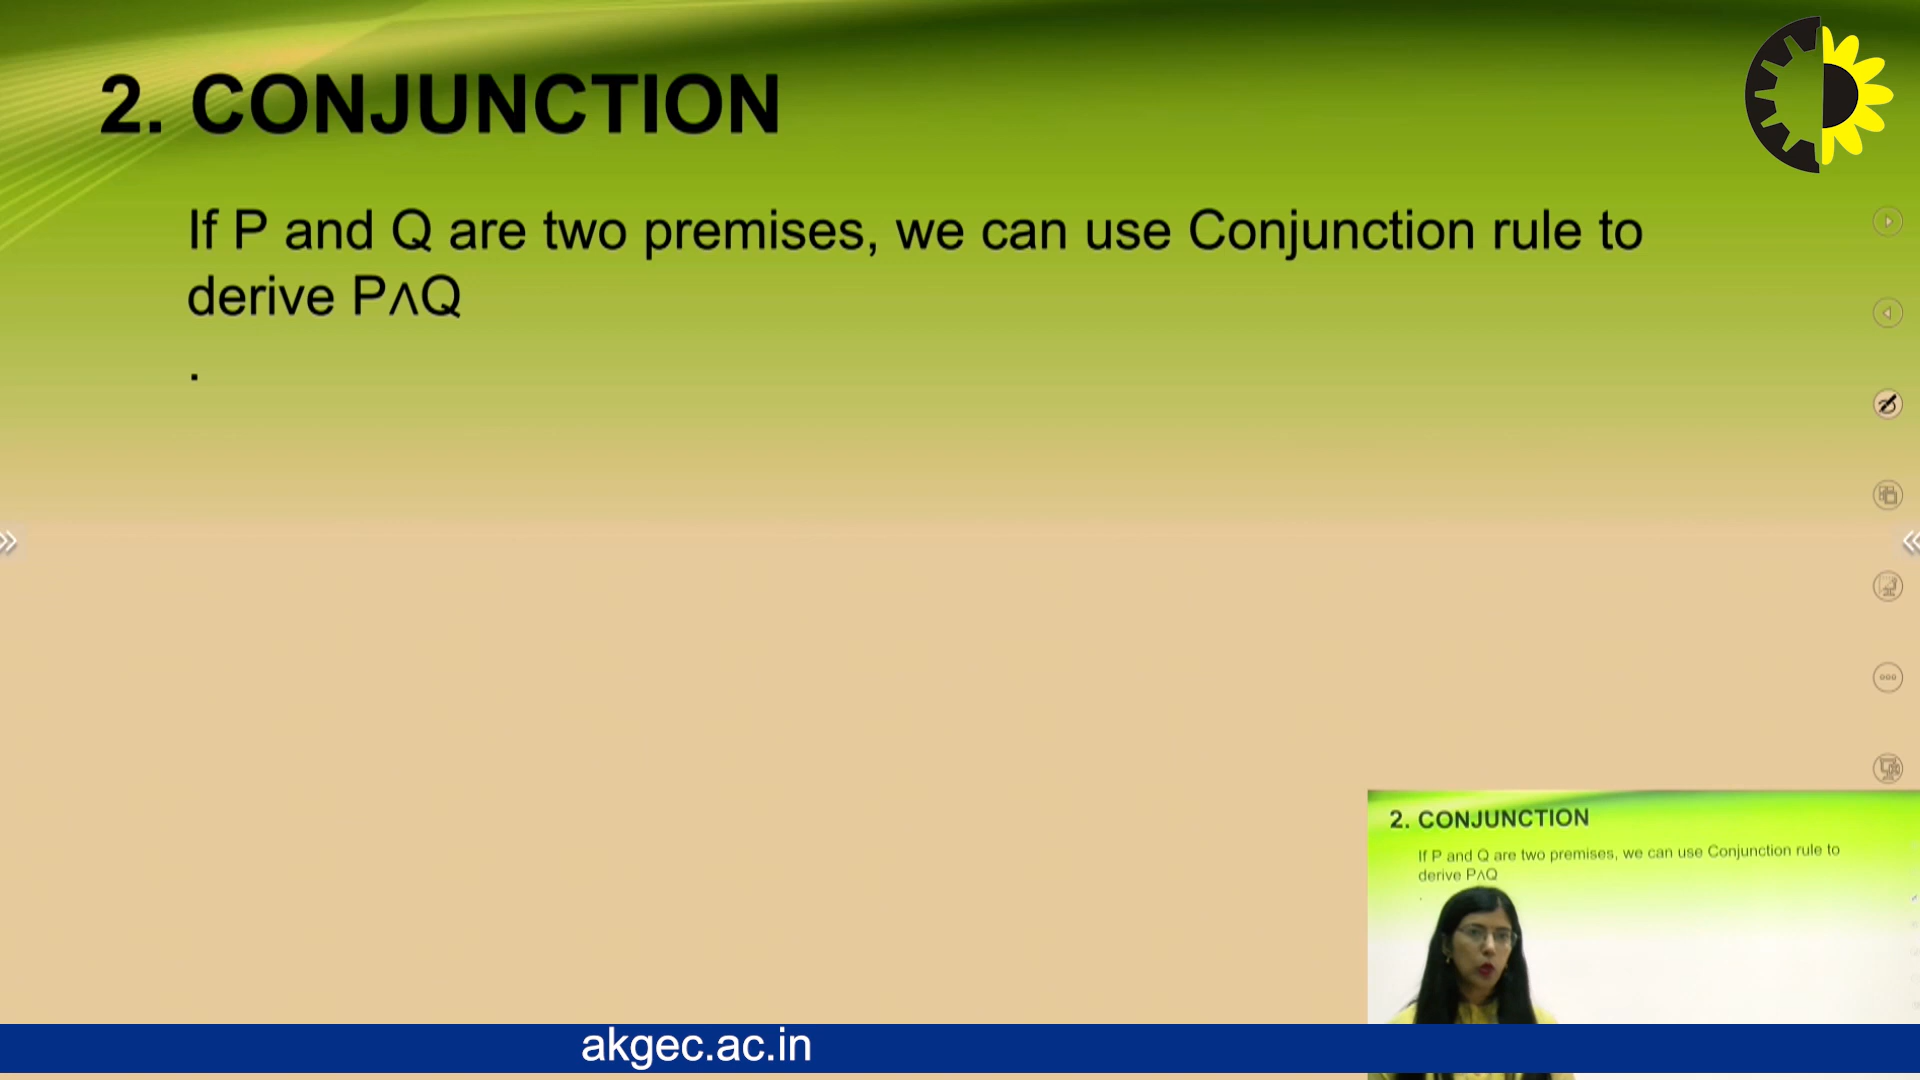 2. CONJUNCTION
If P and Q are two premises, we can use Conjunction rule to
derive P∧Q
.
2. CONJUNCTION
If P and Q are two premises, we can use Conjunction rule to
derive P∧Q
.
akgec.ac.in